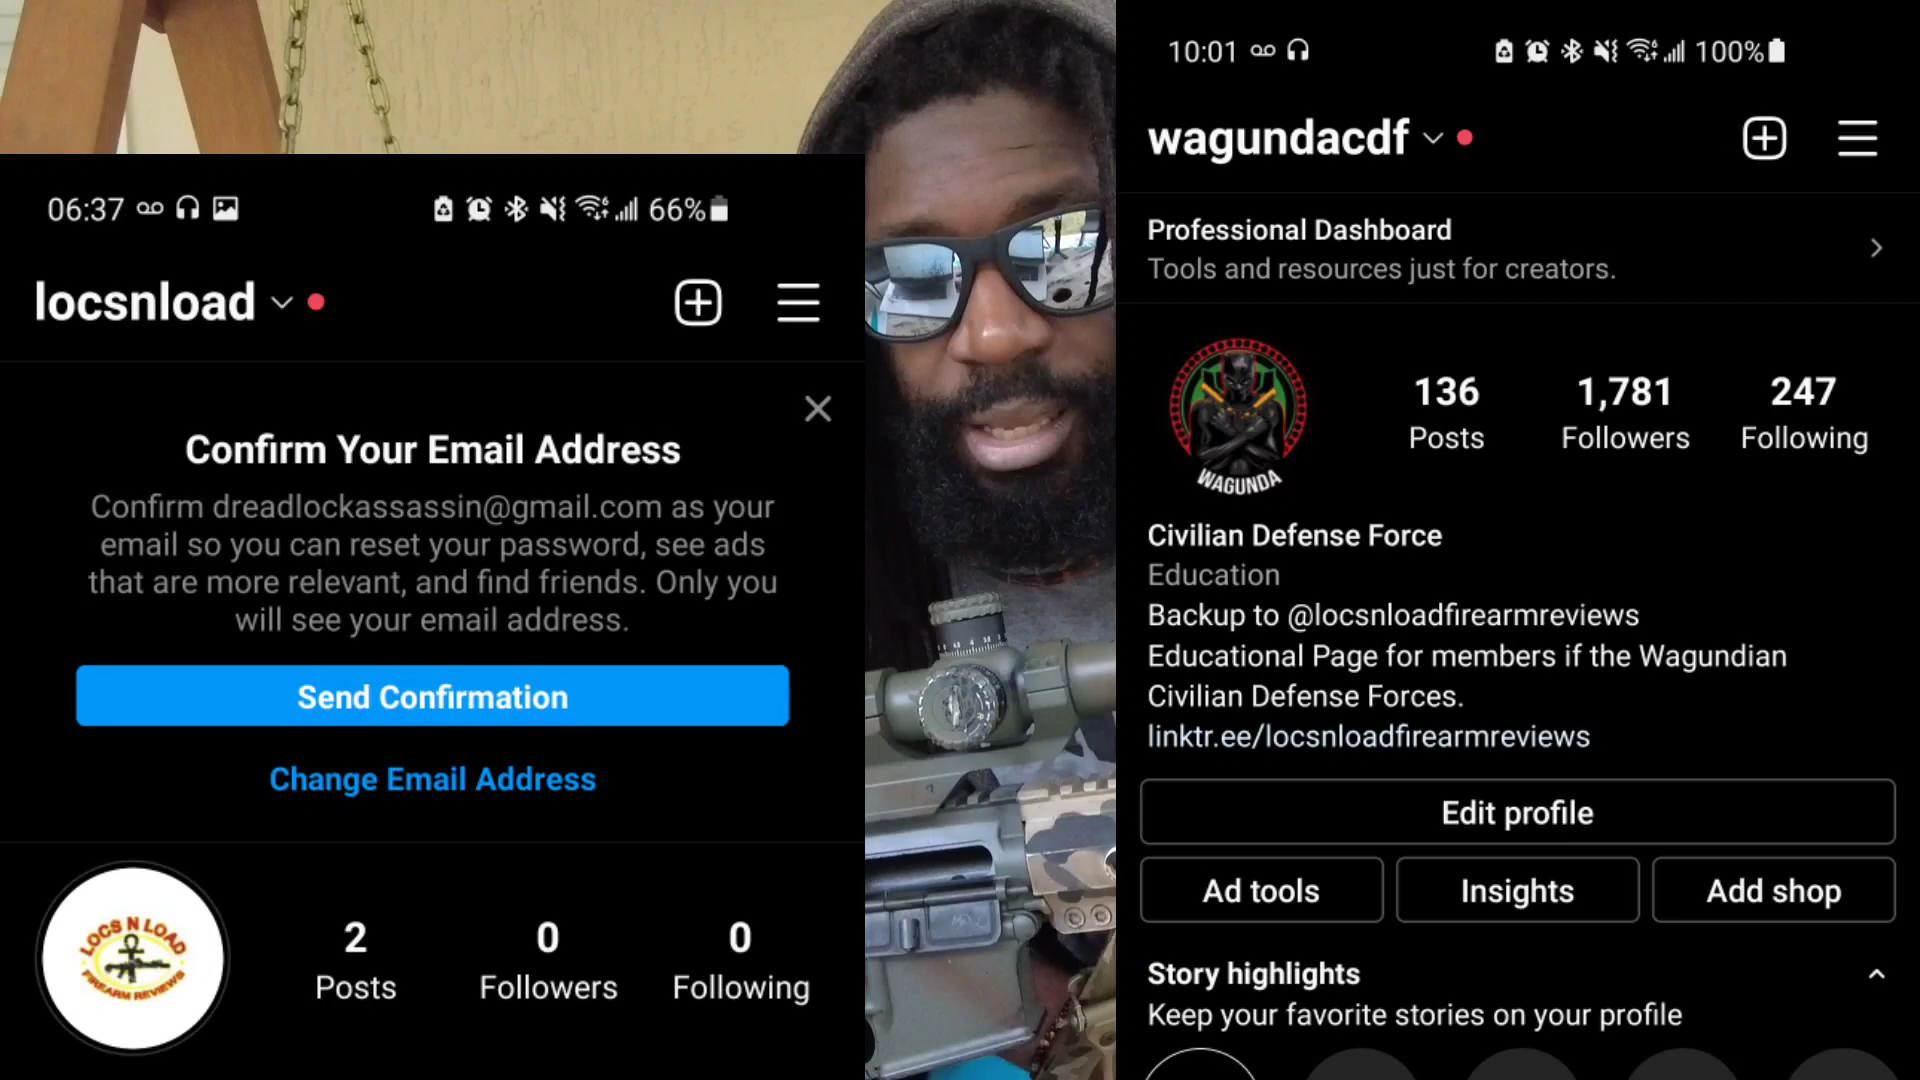 06:37
66%
locsnload
Confirm Your Email Address
Confirm dreadlockassassin@gmail.com as your
email so you can reset your password, see ads
that are more relevant, and find friends. Only you
will see your email address.
Send Confirmation
Change Email Address
LOCS N LOAD
FIREARM REVIEWS
2
Posts
0
Followers
0
Following
10:01
100%
wagundacdf
Professional Dashboard
Tools and resources just for creators.
WAGUNDA
136
Posts
1,781
Followers
247
Following
Civilian Defense Force
Education
Backup to @locsnloadfirearmreviews
Educational Page for members if the Wagundian
Civilian Defense Forces.
linktr.ee/locsnloadfirearmreviews
Edit profile
Ad tools
Insights
Add shop
Story highlights
Keep your favorite stories on your profile